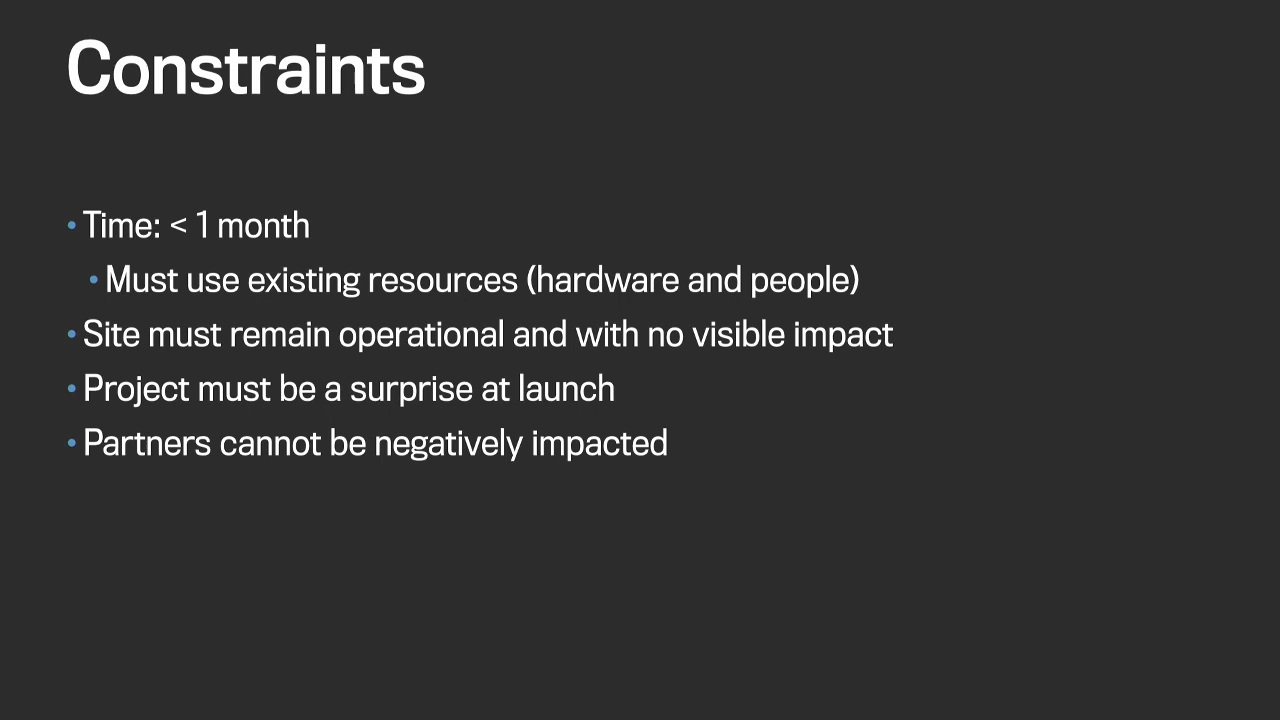 Constraints
• Time: < 1 month
• Must use existing resources (hardware and people)
• Site must remain operational and with no visible impact
• Project must be a surprise at launch
• Partners cannot be negatively impacted